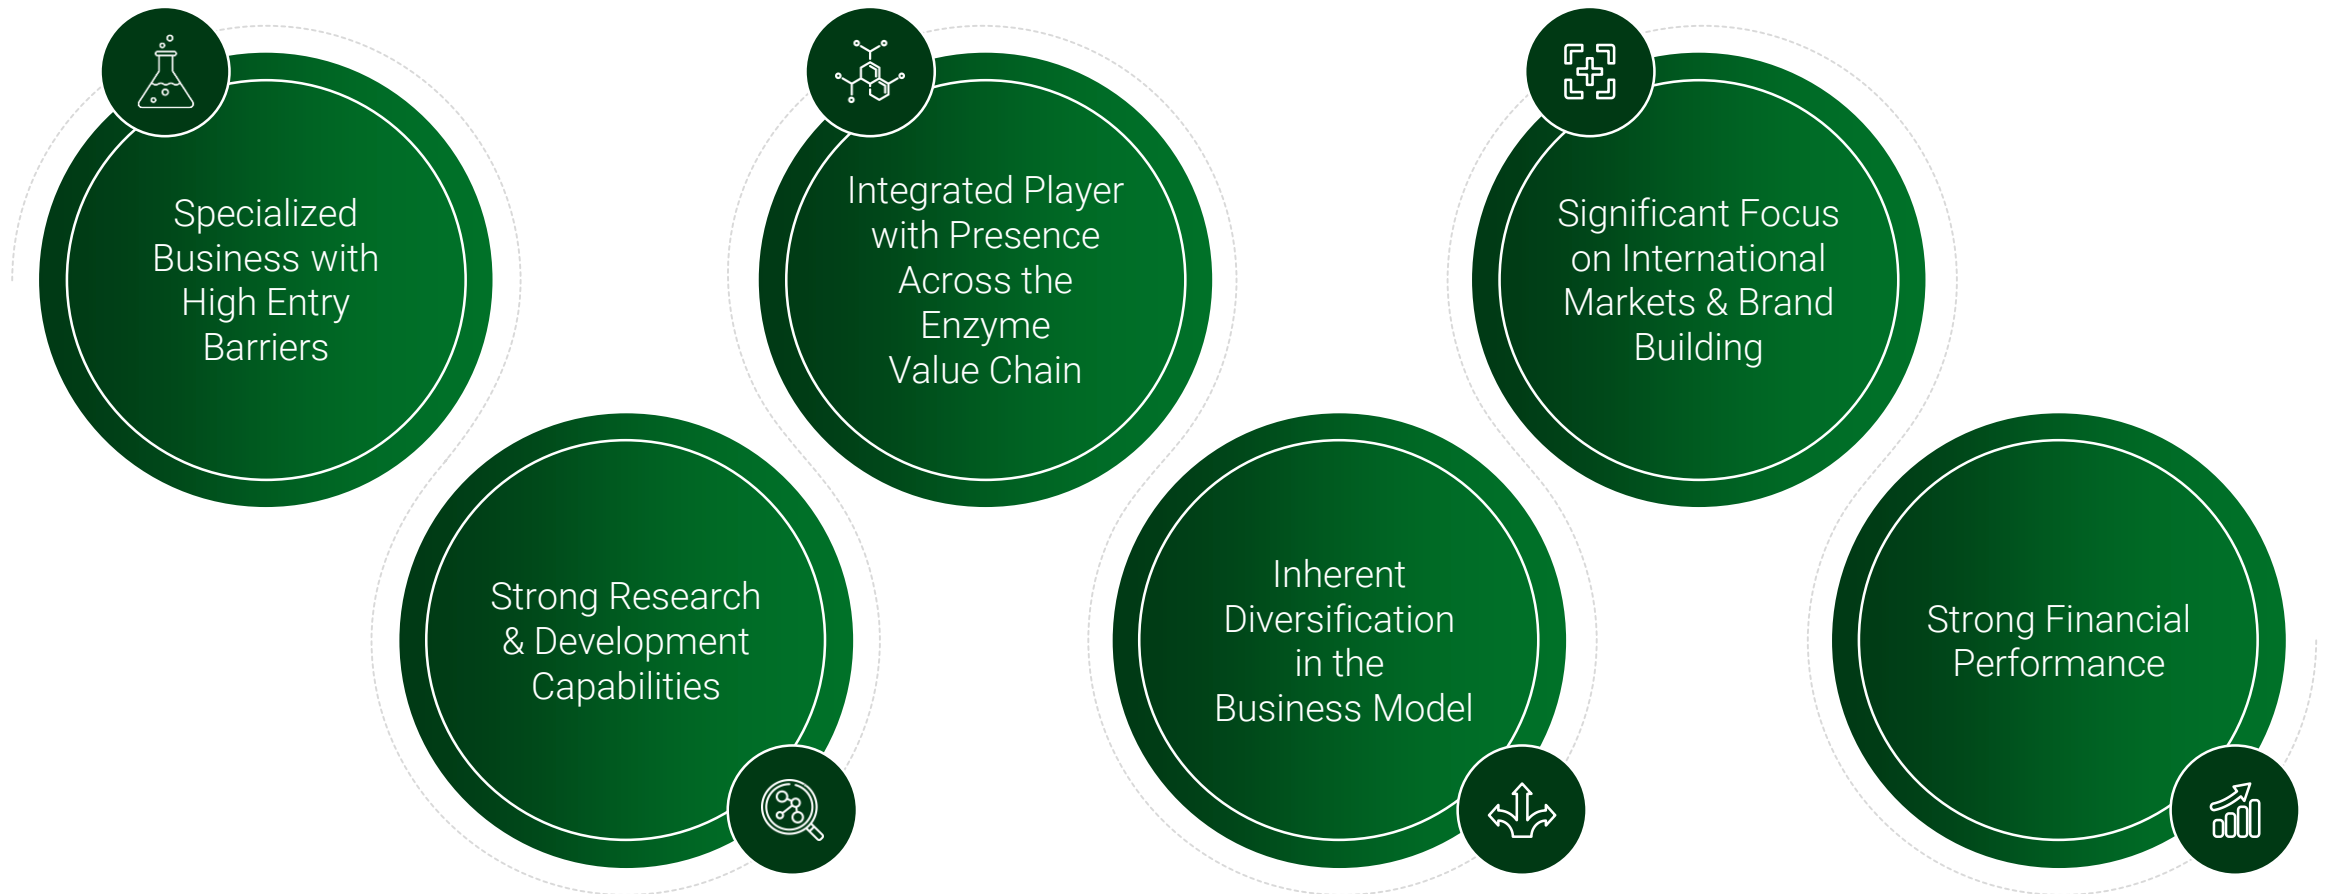 Specialized
Business with
High Entry
Barriers
Strong Research
& Development
Capabilities
Integrated Player
with Presence
Across the
Enzyme
Value Chain
Inherent
Diversification
in the
Business Model
Significant Focus
on International
Markets & Brand
Building
Strong Financial
Performance